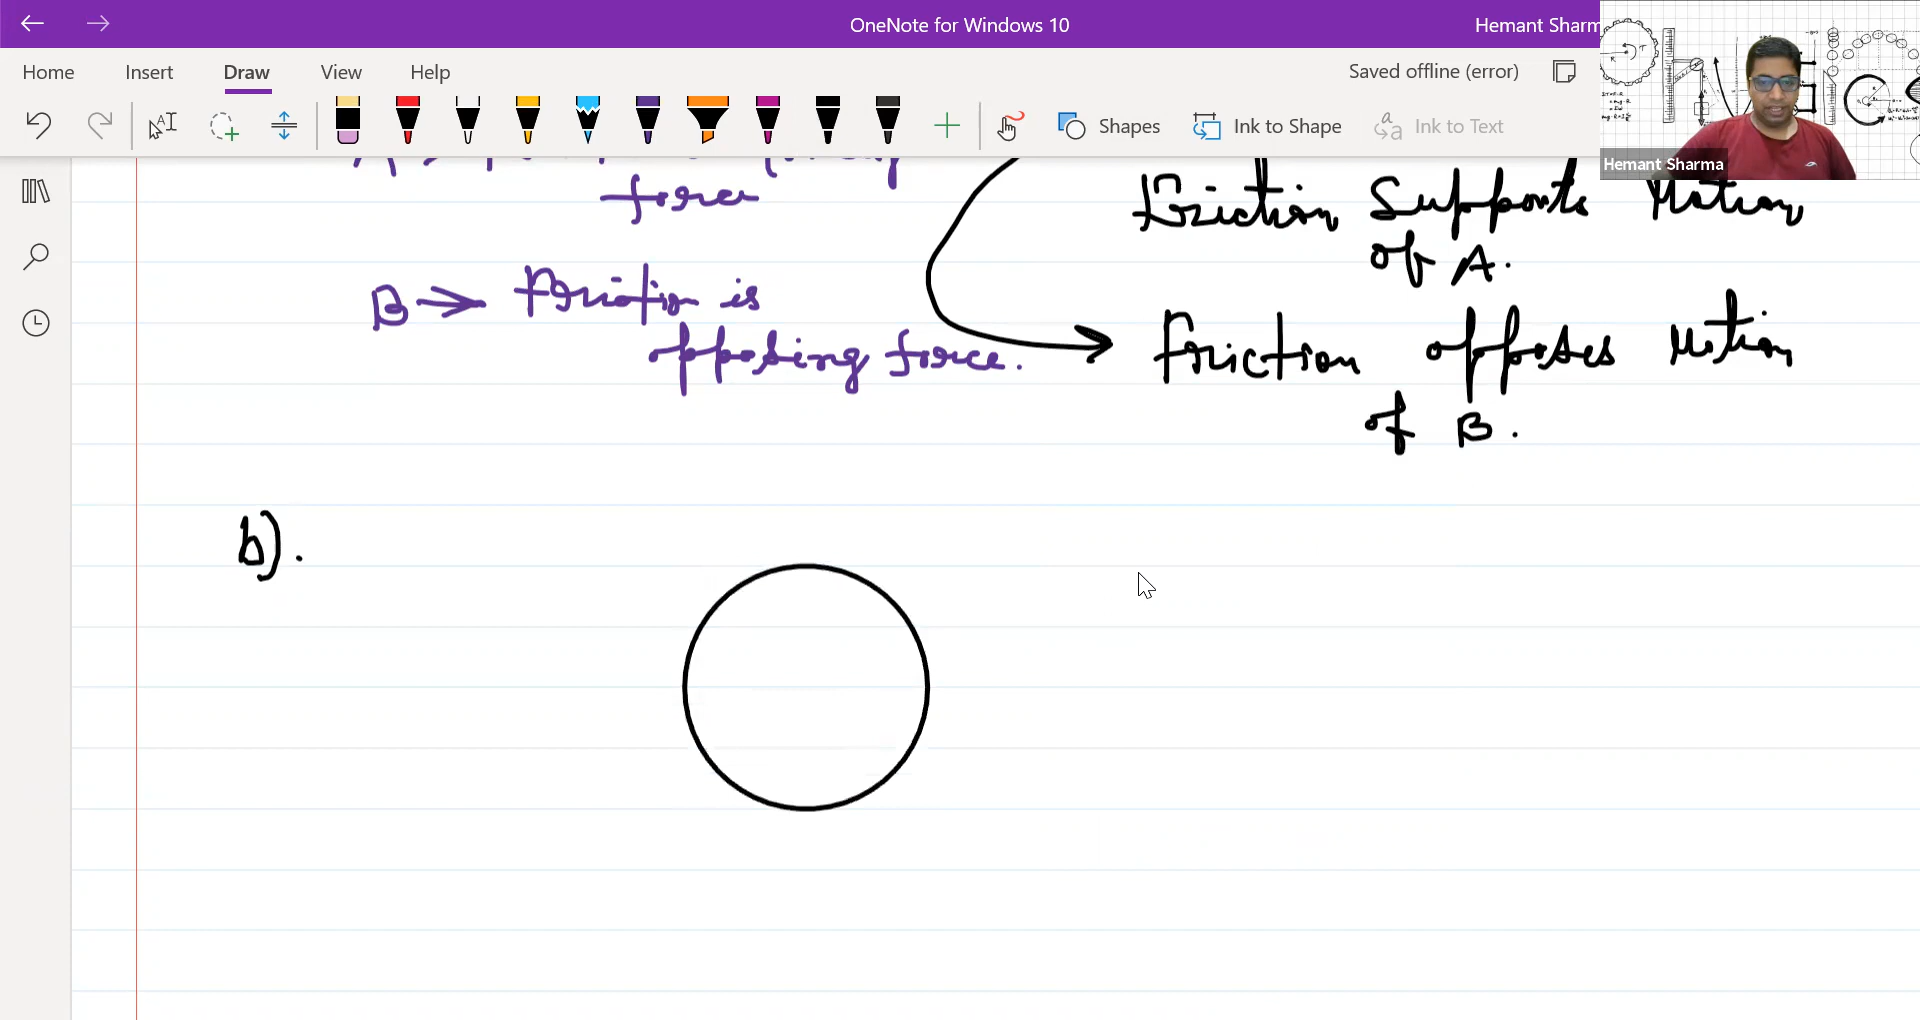 OneNote for Windows 10
Hemant Sharm
Home Insert Draw View Help
Saved offline (error)
Shapes Ink to Shape Ink to Text
Hemant Sharma
force
Friction supports Motion
of A.
B → Friction is
opposing force.
Friction opposes Motion
of B.
b).